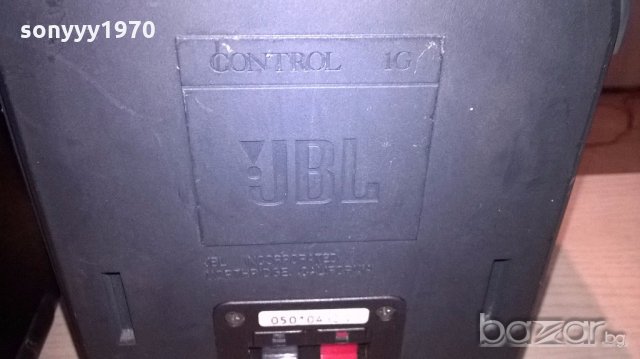 sonyyy1970
CONTROL 1G
JBL
JBL INCORPORATED
NORTHRIDGE, CALIFORNIA
bazar.bg